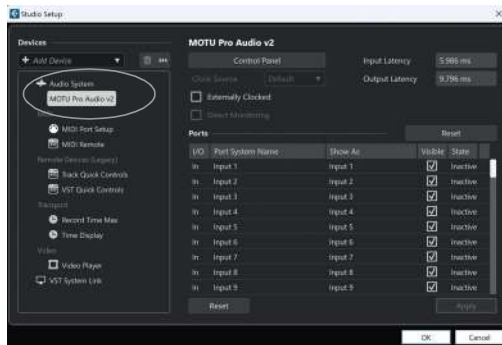 Studio Setup
Devices
+ Add Device
Audio System
MOTU Pro Audio v2
MIDI Port Setup
MIDI Remote
Remote Devices (Legacy)
Track Quick Controls
VST Quick Controls
Transport
Record Time Max
Time Display
Video
Video Player
VST System Link
MOTU Pro Audio v2
Control Panel
Input Latency 5.986 ms
Clock Source Default
Output Latency 9.796 ms
Externally Clocked
Direct Monitoring
Ports
Reset
I/O Port System Name Show As Visible State
In Input 1 Input 1 Inactive
In Input 2 Input 2 Inactive
In Input 3 Input 3 Inactive
In Input 4 Input 4 Inactive
In Input 5 Input 5 Inactive
In Input 6 Input 6 Inactive
In Input 7 Input 7 Inactive
In Input 8 Input 8 Inactive
In Input 9 Input 9 Inactive
Reset
Apply
OK
Cancel